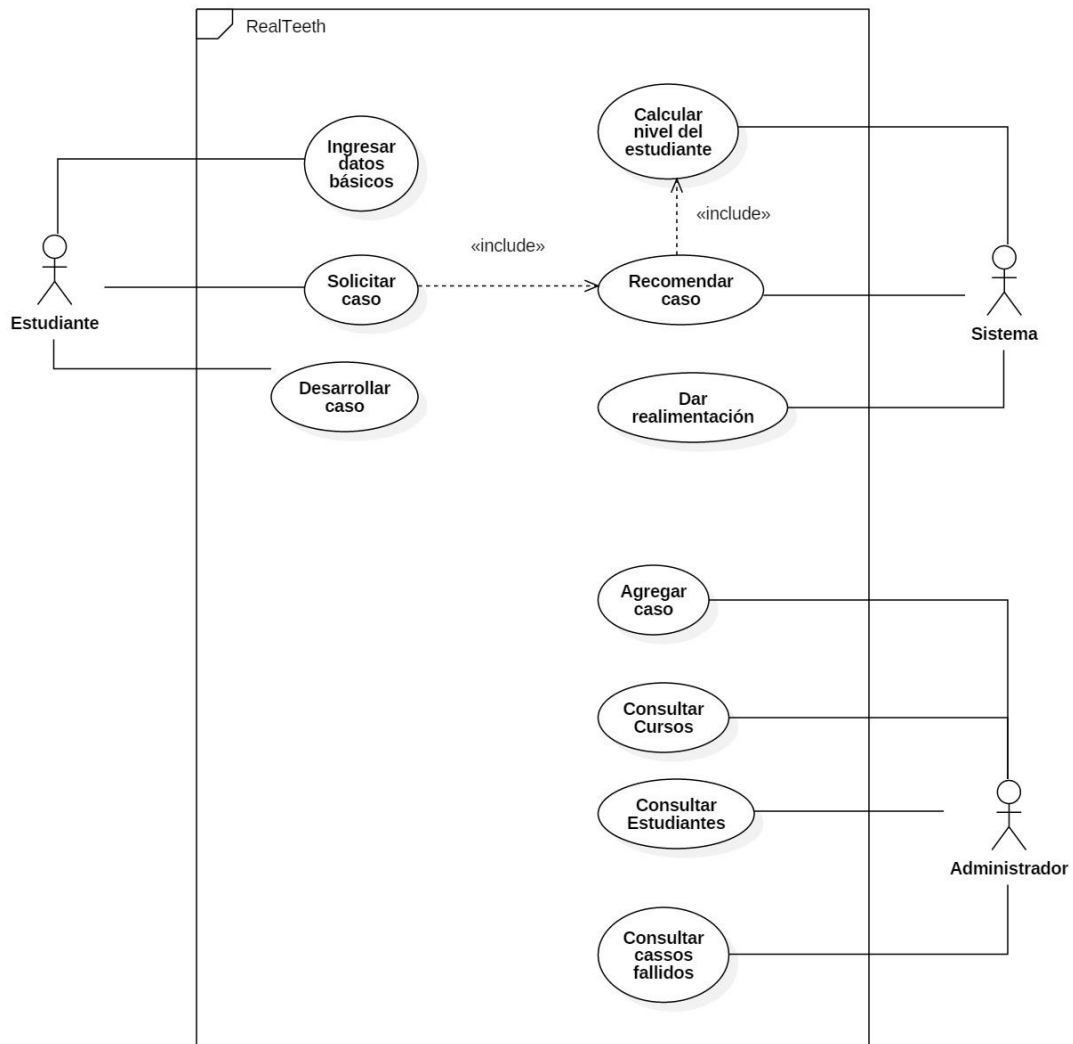 RealTeeth
Calcular
nivel del
estudiante
Ingresar
datos
básicos
«include»
«include»
Solicitar
caso
Recomendar
caso
Estudiante
Sistema
Desarrollar
caso
Dar
realimentación
Agregar
caso
Consultar
Cursos
Consultar
Estudiantes
Administrador
Consultar
cassos
fallidos